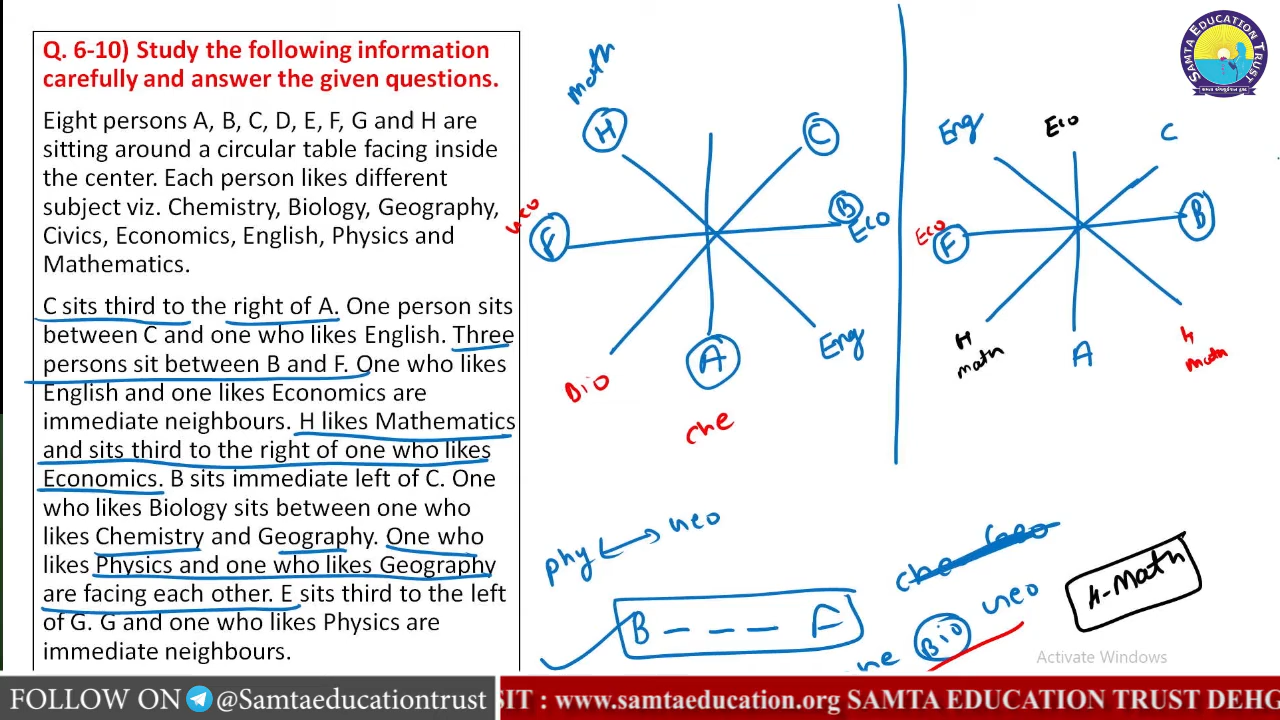 Q. 6-10) Study the following information
carefully and answer the given questions.
Eight persons A, B, C, D, E, F, G and H are
sitting around a circular table facing inside
the center. Each person likes different
subject viz. Chemistry, Biology, Geography,
Civics, Economics, English, Physics and
Mathematics.
C sits third to the right of A. One person sits
between C and one who likes English. Three
persons sit between B and F. One who likes
English and one likes Economics are
immediate neighbours. H likes Mathematics
and sits third to the right of one who likes
Economics. B sits immediate left of C. One
who likes Biology sits between one who
likes Chemistry and Geography. One who
likes Physics and one who likes Geography
are facing each other. E sits third to the left
of G. G and one who likes Physics are
immediate neighbours.
math
H
C
F
B
Eco
Bio
A
Eng
che
Eng
Eco
C
Eco
F
B
H
math
A
H
math
phy
B - - - F
Bio
H-Math
SAMTA EDUCATION TRUST
Activate Windows
FOLLOW ON @Samtaeducationtrust
SIT : www.samtaeducation.org SAMTA EDUCATION TRUST DEHO